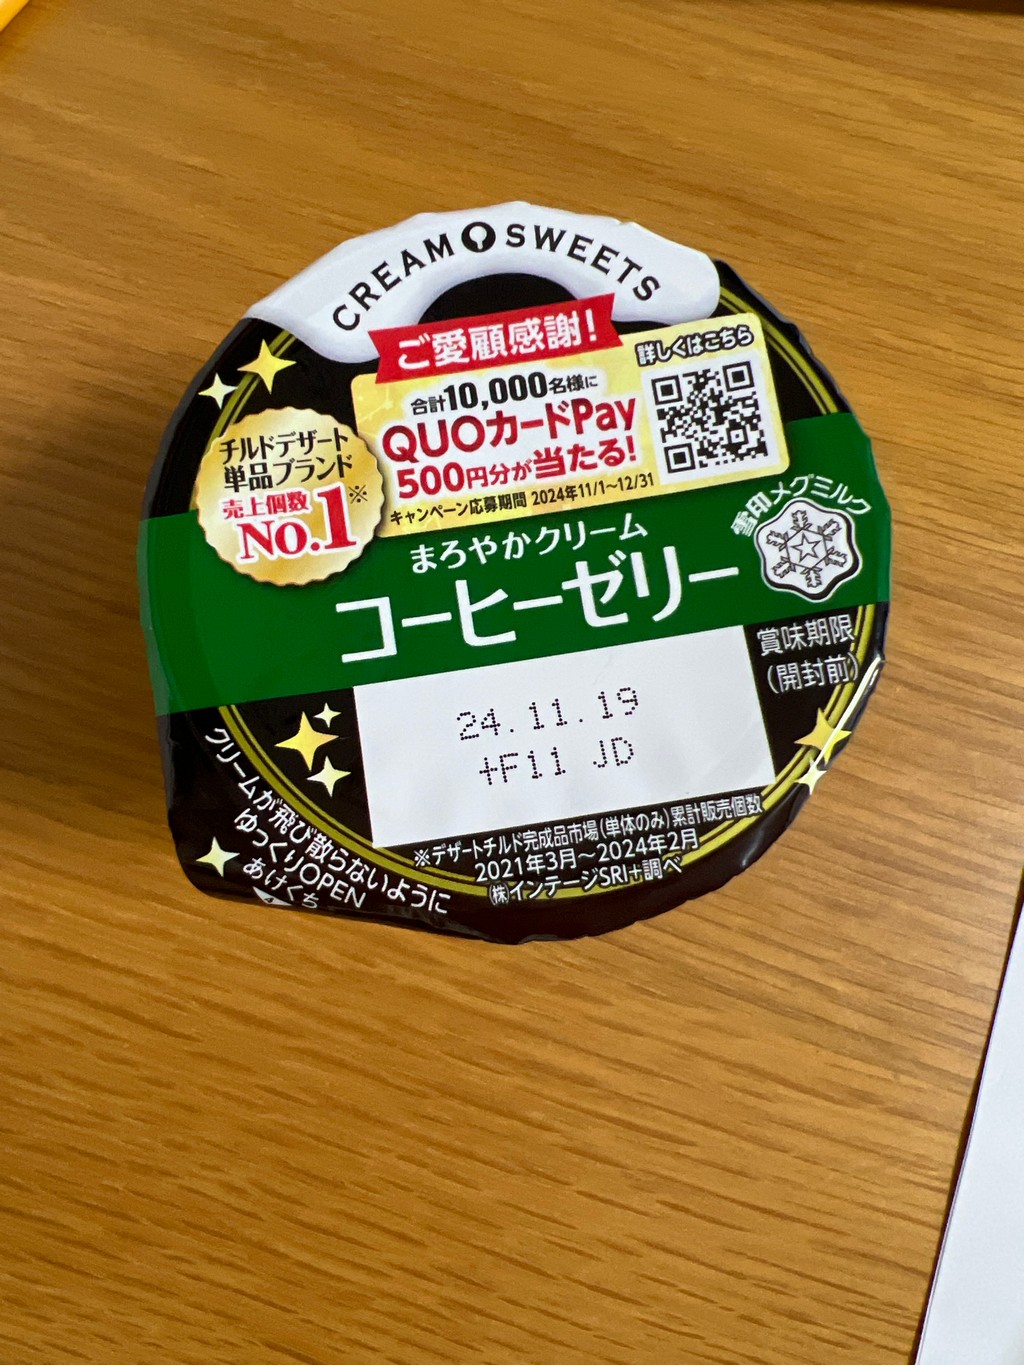 CREAM SWEETS
ご愛顧感謝!
詳しくはこちら
合計10,000名様に
QUOカードPay
500円分が当たる!
キャンペーン応募期間 2024年11/1~12/31
チルドデザート
単品ブランド
売上個数
No.1※
雪印メグミルク
まろやかクリーム
コーヒーゼリー
賞味期限
(開封前)
24.11.19
+F11 JD
※デザートチルド完成品市場(単体のみ)累計販売個数
2021年3月~2024年2月
㈱インテージSRI+調べ
クリームが飛び散らないように
ゆっくりOPEN
あけくち